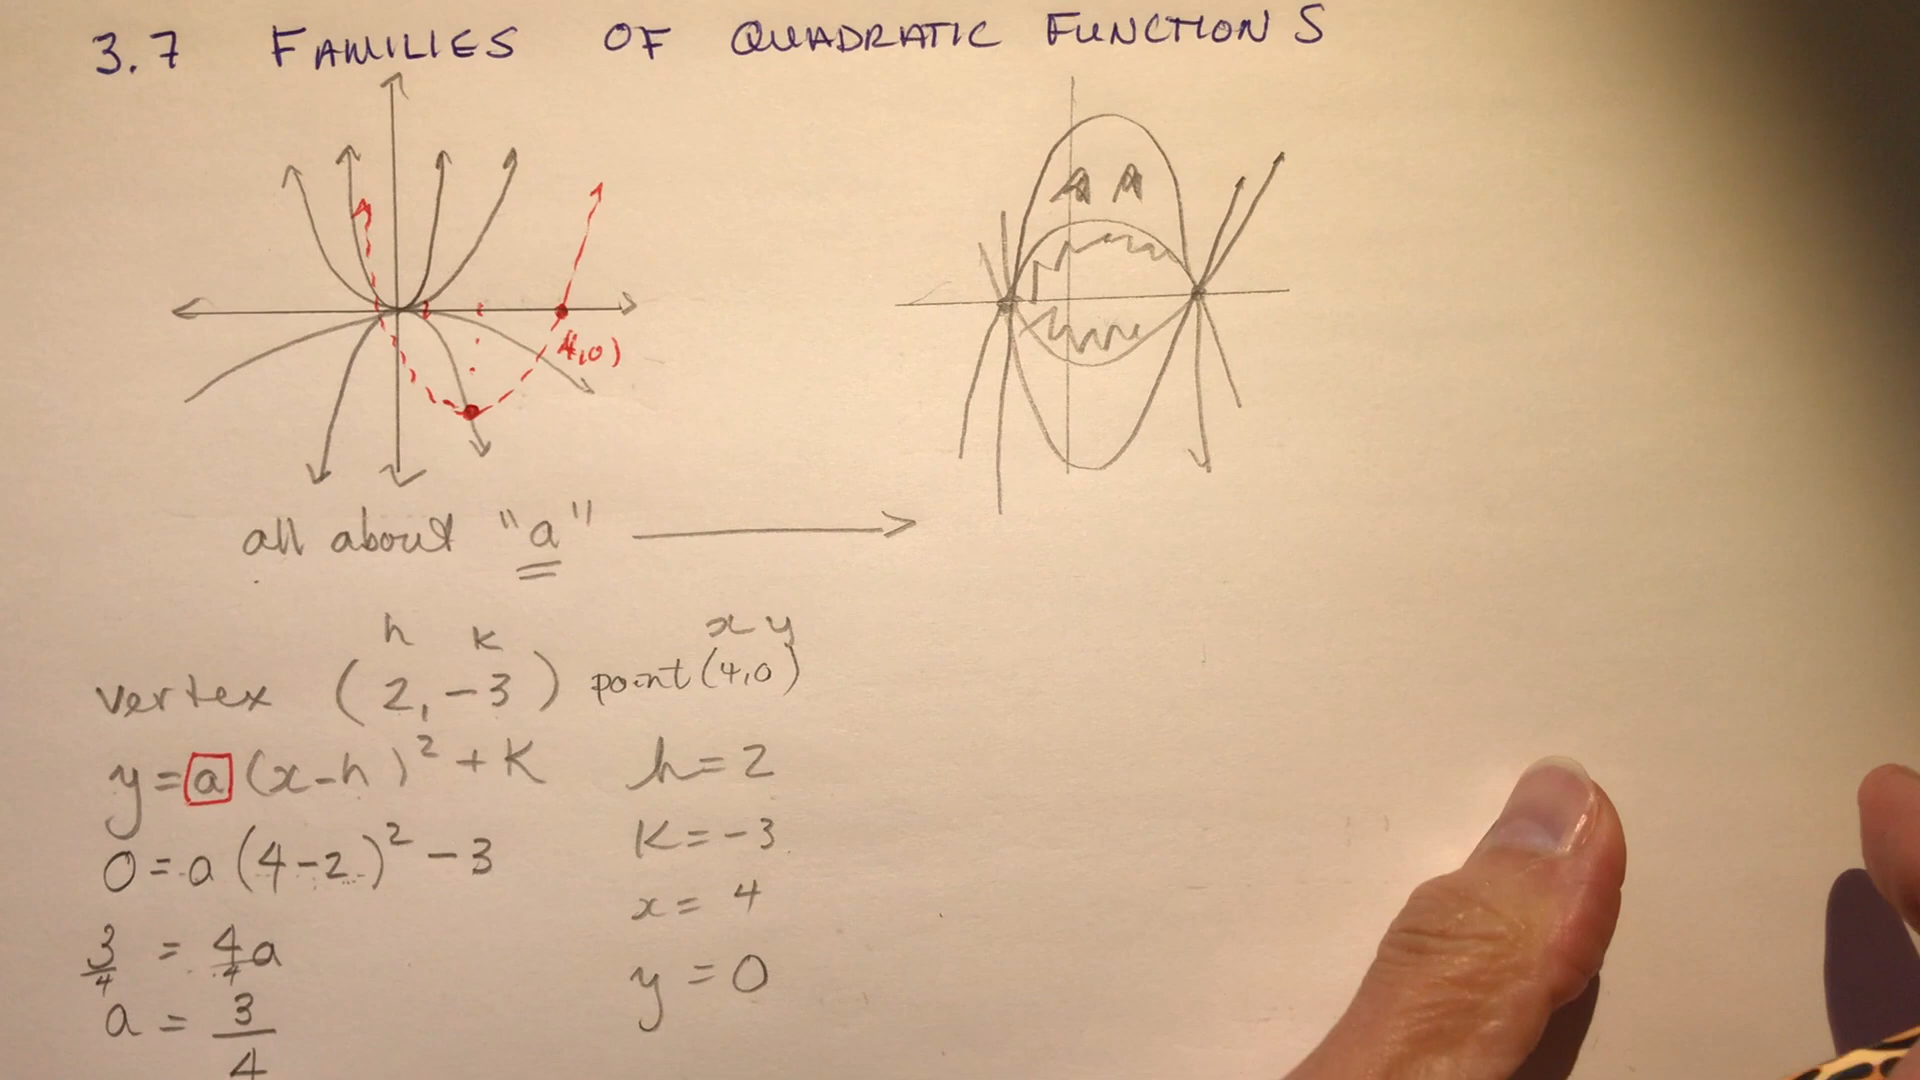 3.7 FAMILIES OF QUADRATIC FUNCTIONS
(4,0)
all about "a"
h k
x y
vertex (2, -3) point (4,0)
y = a (x-h)² + K
h = 2
0 = a (4-2)² - 3
K = -3
3/4 = 4/4 a
x = 4
a = 3/4
y = 0